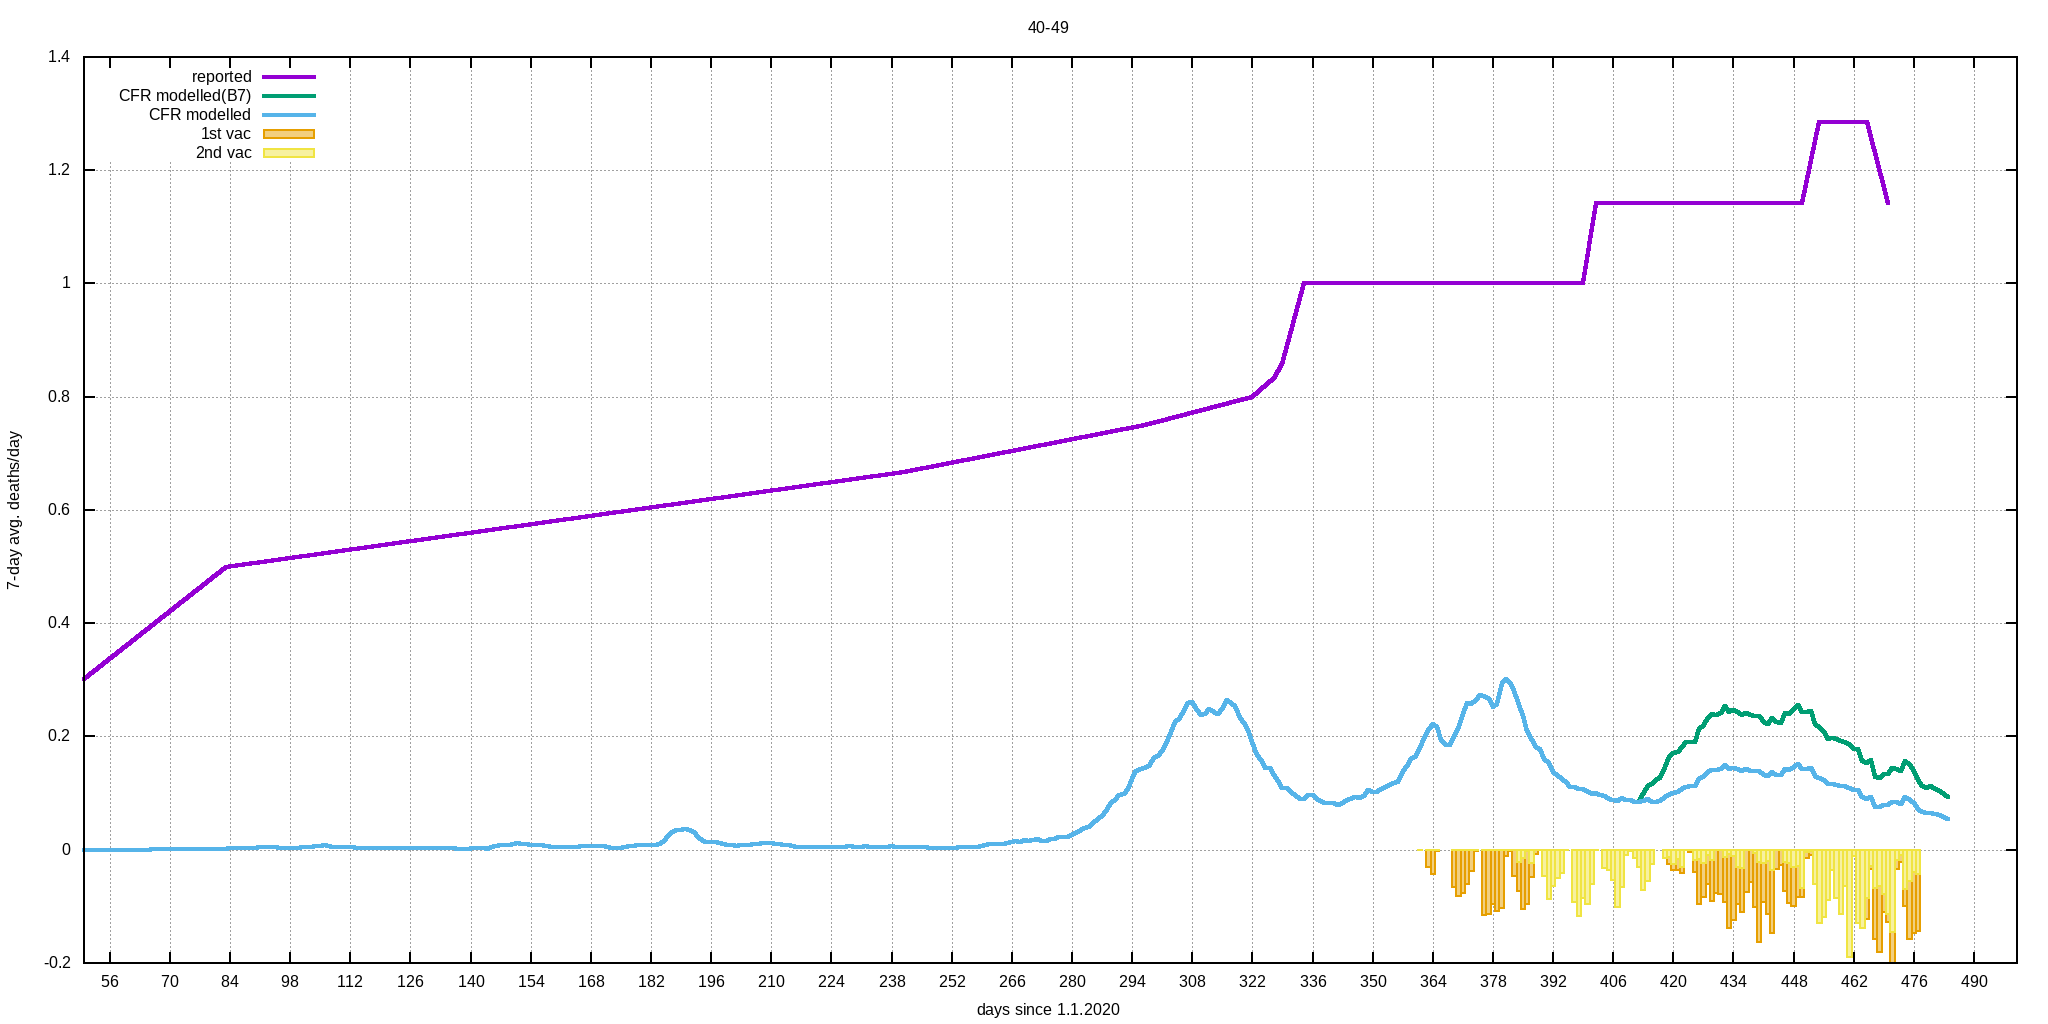 40-49
1.4
1.2
1
0.8
0.6
0.4
0.2
0
-0.2
7-day avg. deaths/day
reported
CFR modelled(B7)
CFR modelled
1st vac
2nd vac
56 70 84 98 112 126 140 154 168 182 196 210 224 238 252 266 280 294 308 322 336 350 364 378 392 406 420 434 448 462 476 490
days since 1.1.2020